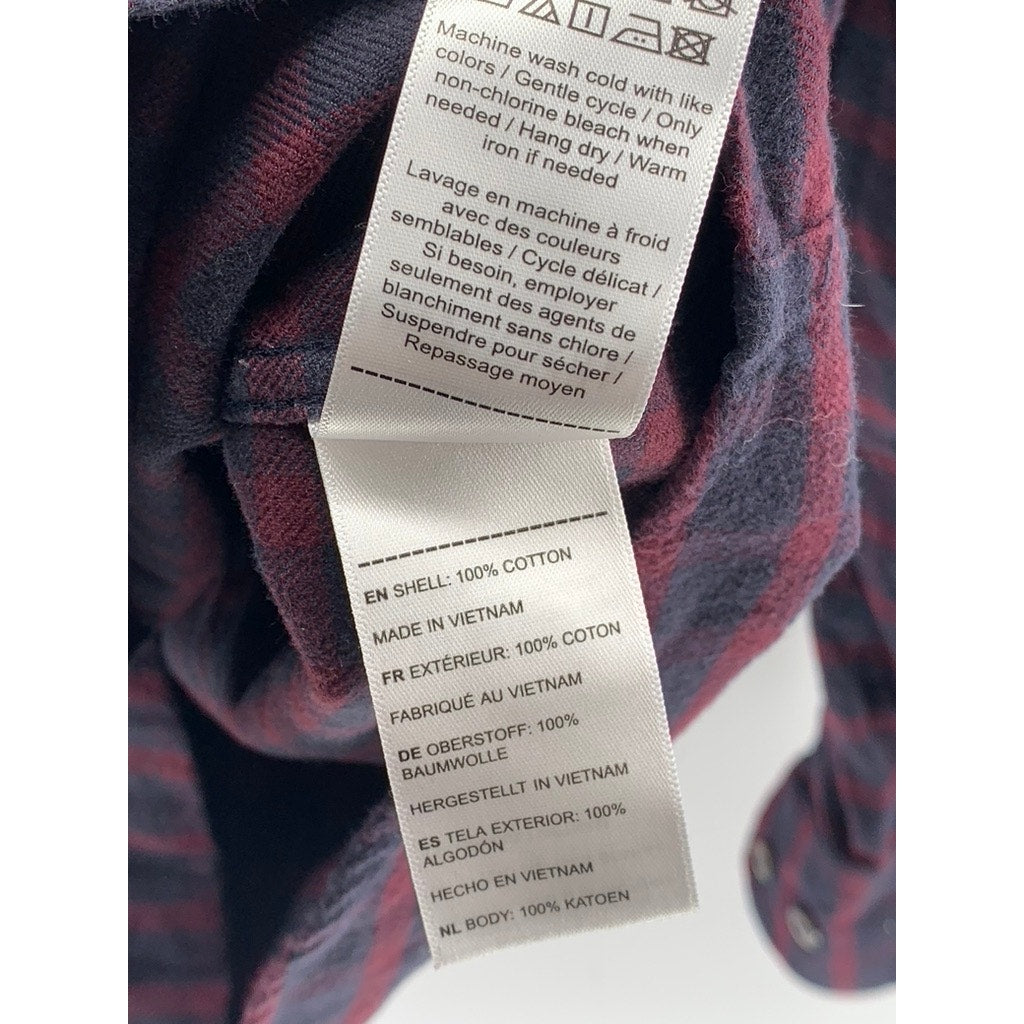 Machine wash cold with like
colors / Gentle cycle / Only
non-chlorine bleach when
needed / Hang dry / Warm
iron if needed
Lavage en machine à froid
avec des couleurs
semblables / Cycle délicat /
Si besoin, employer
seulement des agents de
blanchiment sans chlore /
Suspendre pour sécher /
Repassage moyen
EN SHELL: 100% COTTON
MADE IN VIETNAM
FR EXTÉRIEUR: 100% COTON
FABRIQUÉ AU VIETNAM
DE OBERSTOFF: 100%
BAUMWOLLE
HERGESTELLT IN VIETNAM
ES TELA EXTERIOR: 100%
ALGODÓN
HECHO EN VIETNAM
NL BODY: 100% KATOEN